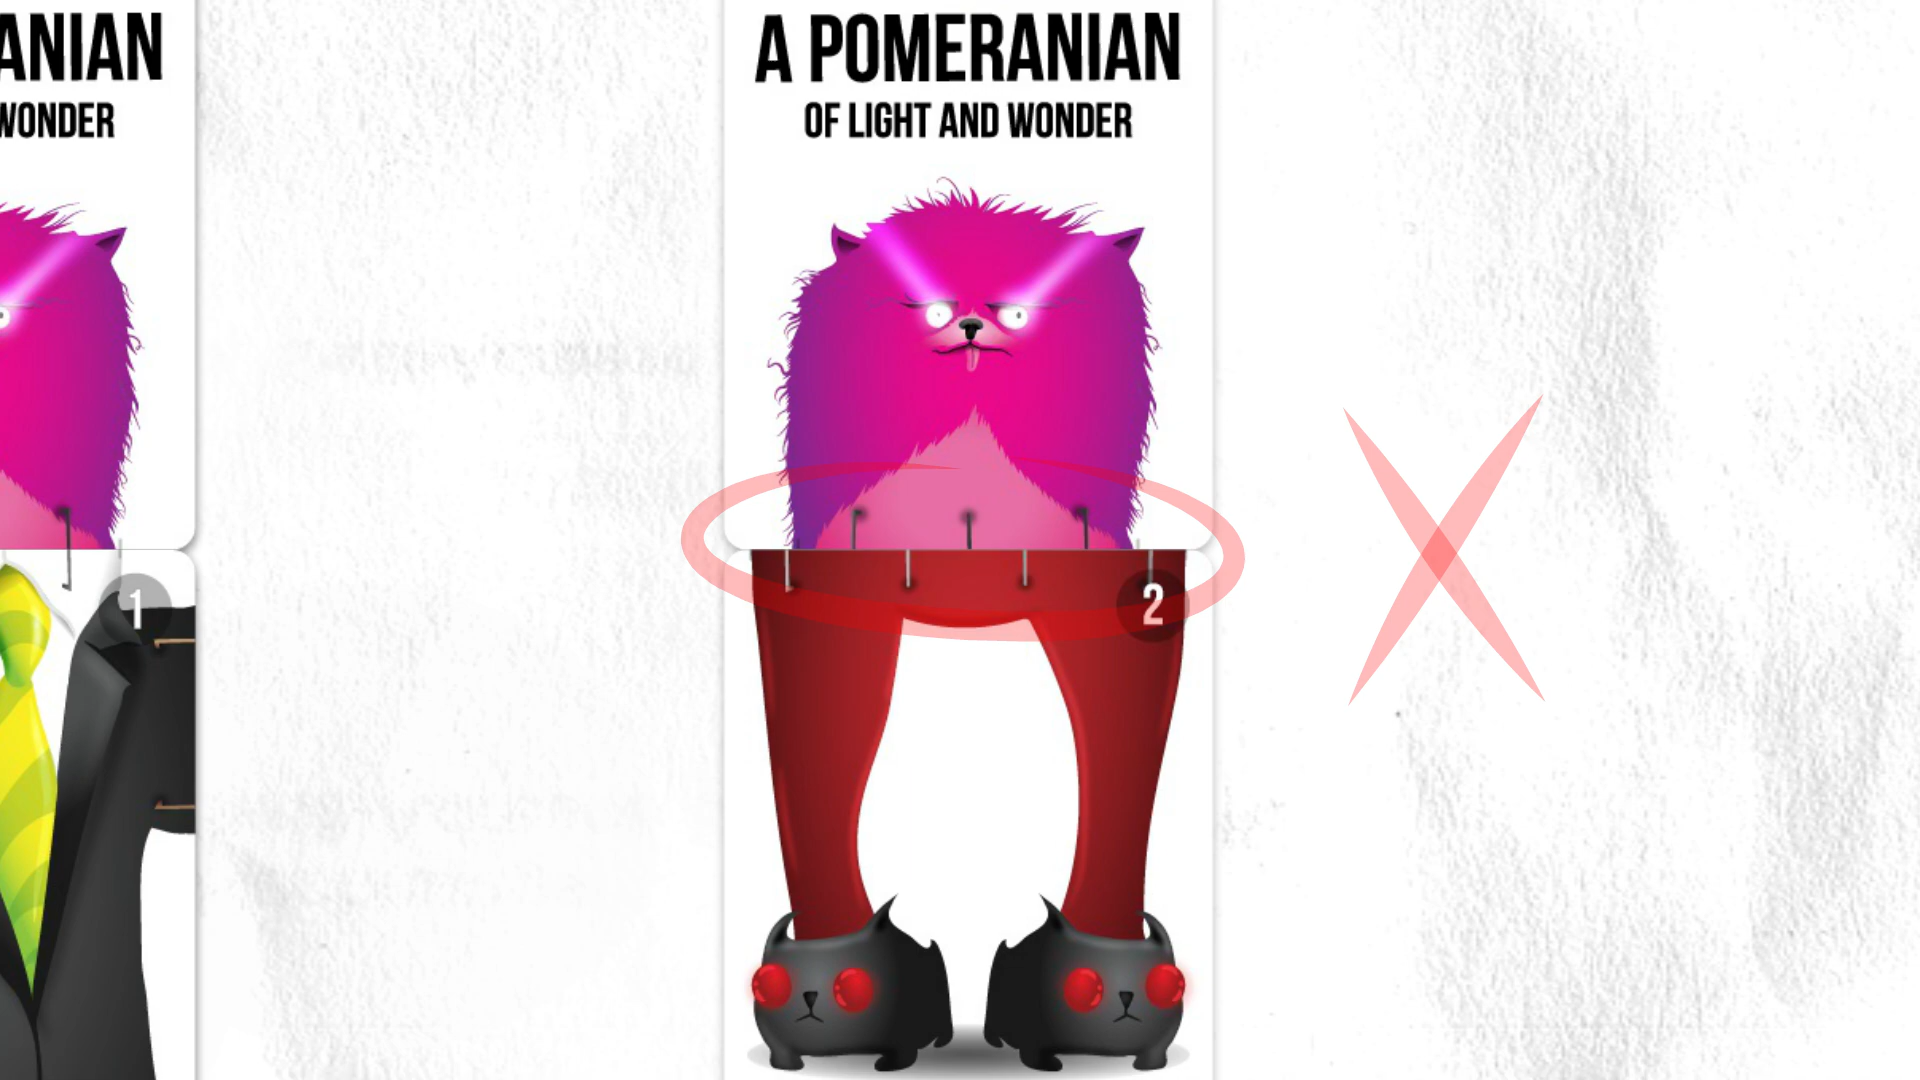 ANIAN
WONDER
1
A POMERANIAN
OF LIGHT AND WONDER
2